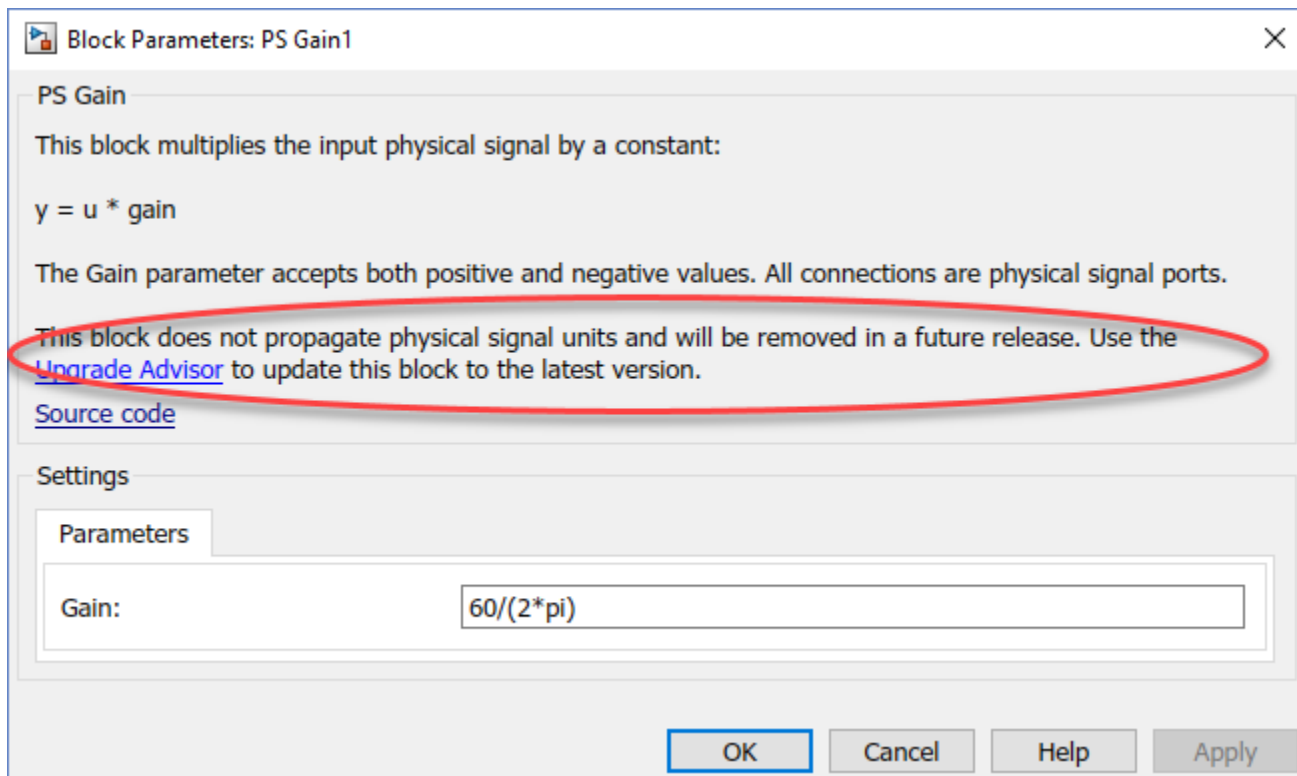 Block Parameters: PS Gain1
PS Gain
This block multiplies the input physical signal by a constant:
y = u * gain
The Gain parameter accepts both positive and negative values. All connections are physical signal ports.
This block does not propagate physical signal units and will be removed in a future release. Use the
Upgrade Advisor to update this block to the latest version.
Source code
Settings
Parameters
Gain: 60/(2*pi)
OK Cancel Help Apply